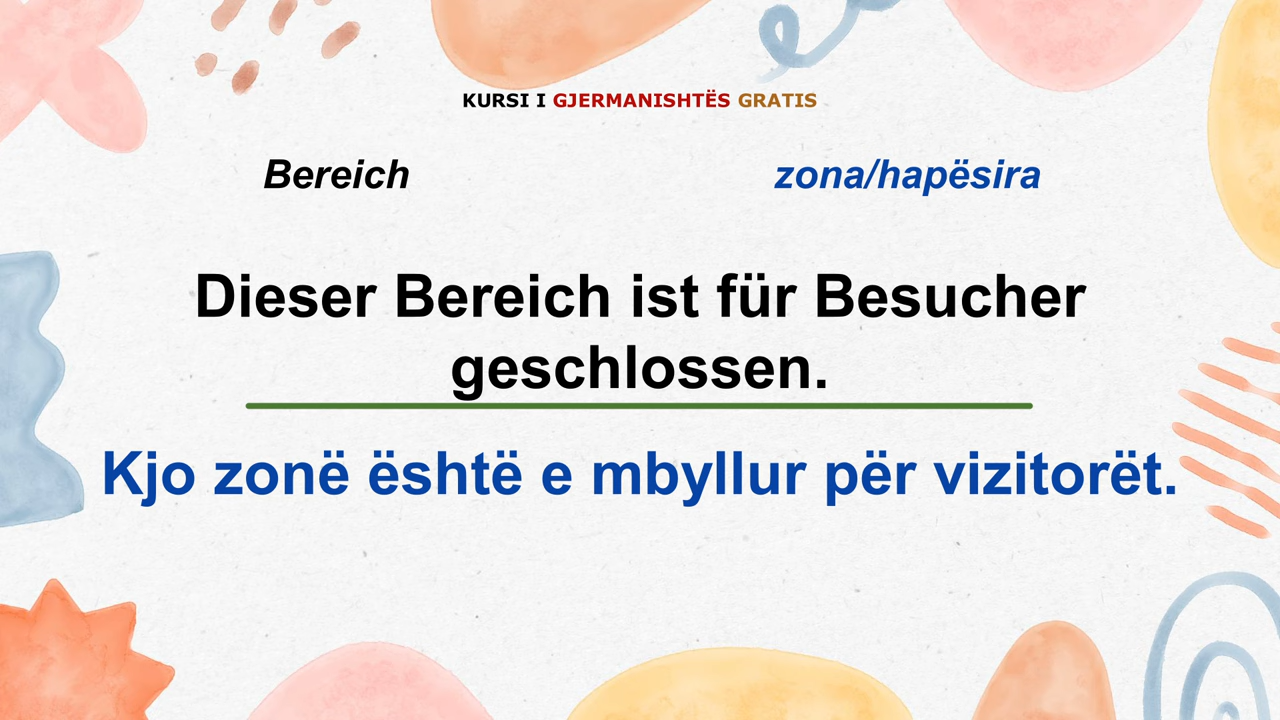 KURSI I GJERMANISHTËS GRATIS
Bereich
zona/hapësira
Dieser Bereich ist für Besucher
geschlossen.
Kjo zonë është e mbyllur për vizitorët.